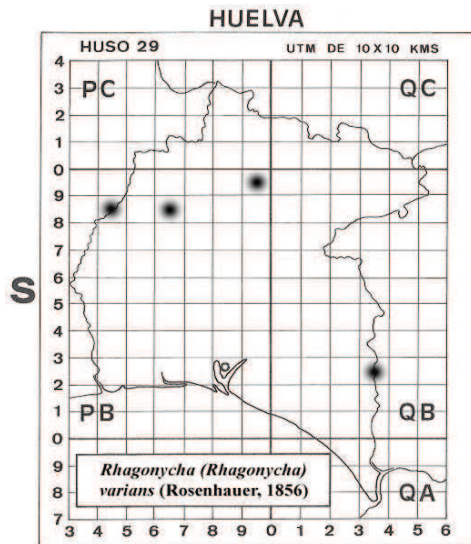 HUELVA
HUSO 29 UTM DE 10 X 10 KMS
4
PC QC
3
2
1
0
9
8
7
S
6
5
4
3
2
PB QB
1
0
9
Rhagonycha (Rhagonycha)
varians (Rosenhauer, 1856)
QA
8
7
3 4 5 6 7 8 9 0 1 2 3 4 5 6